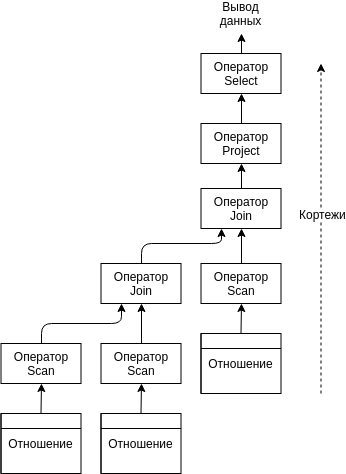 Вывод
данных
Оператор
Select
Оператор
Project
Оператор
Join
Кортежи
Оператор
Join
Оператор
Scan
Оператор
Scan
Оператор
Scan
Отношение
Отношение
Отношение